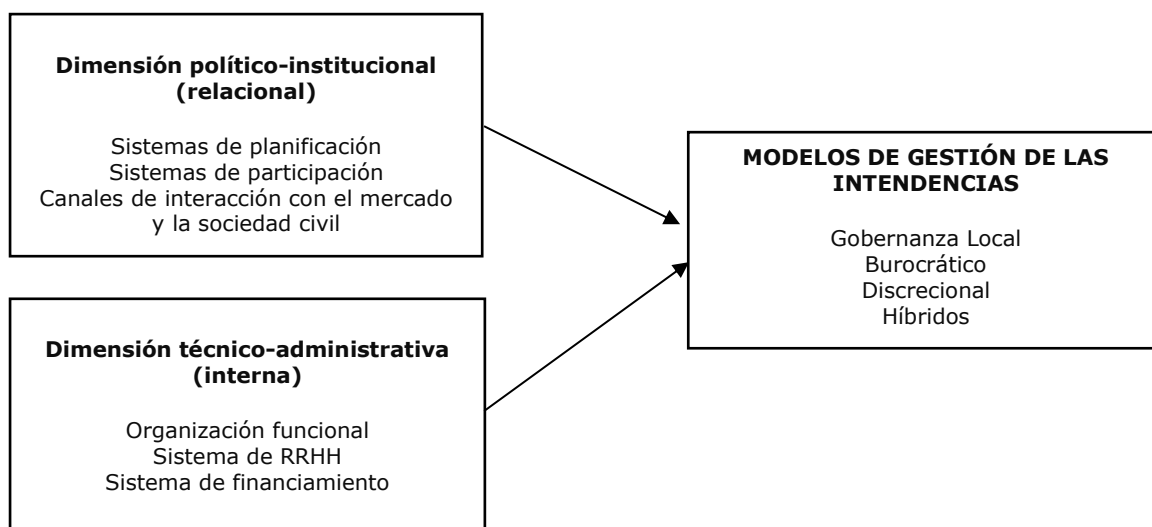 Dimensión político-institucional
(relacional)
Sistemas de planificación
Sistemas de participación
Canales de interacción con el mercado
y la sociedad civil
Dimensión técnico-administrativa
(interna)
Organización funcional
Sistema de RRHH
Sistema de financiamiento
MODELOS DE GESTIÓN DE LAS
INTENDENCIAS
Gobernanza Local
Burocrático
Discrecional
Híbridos